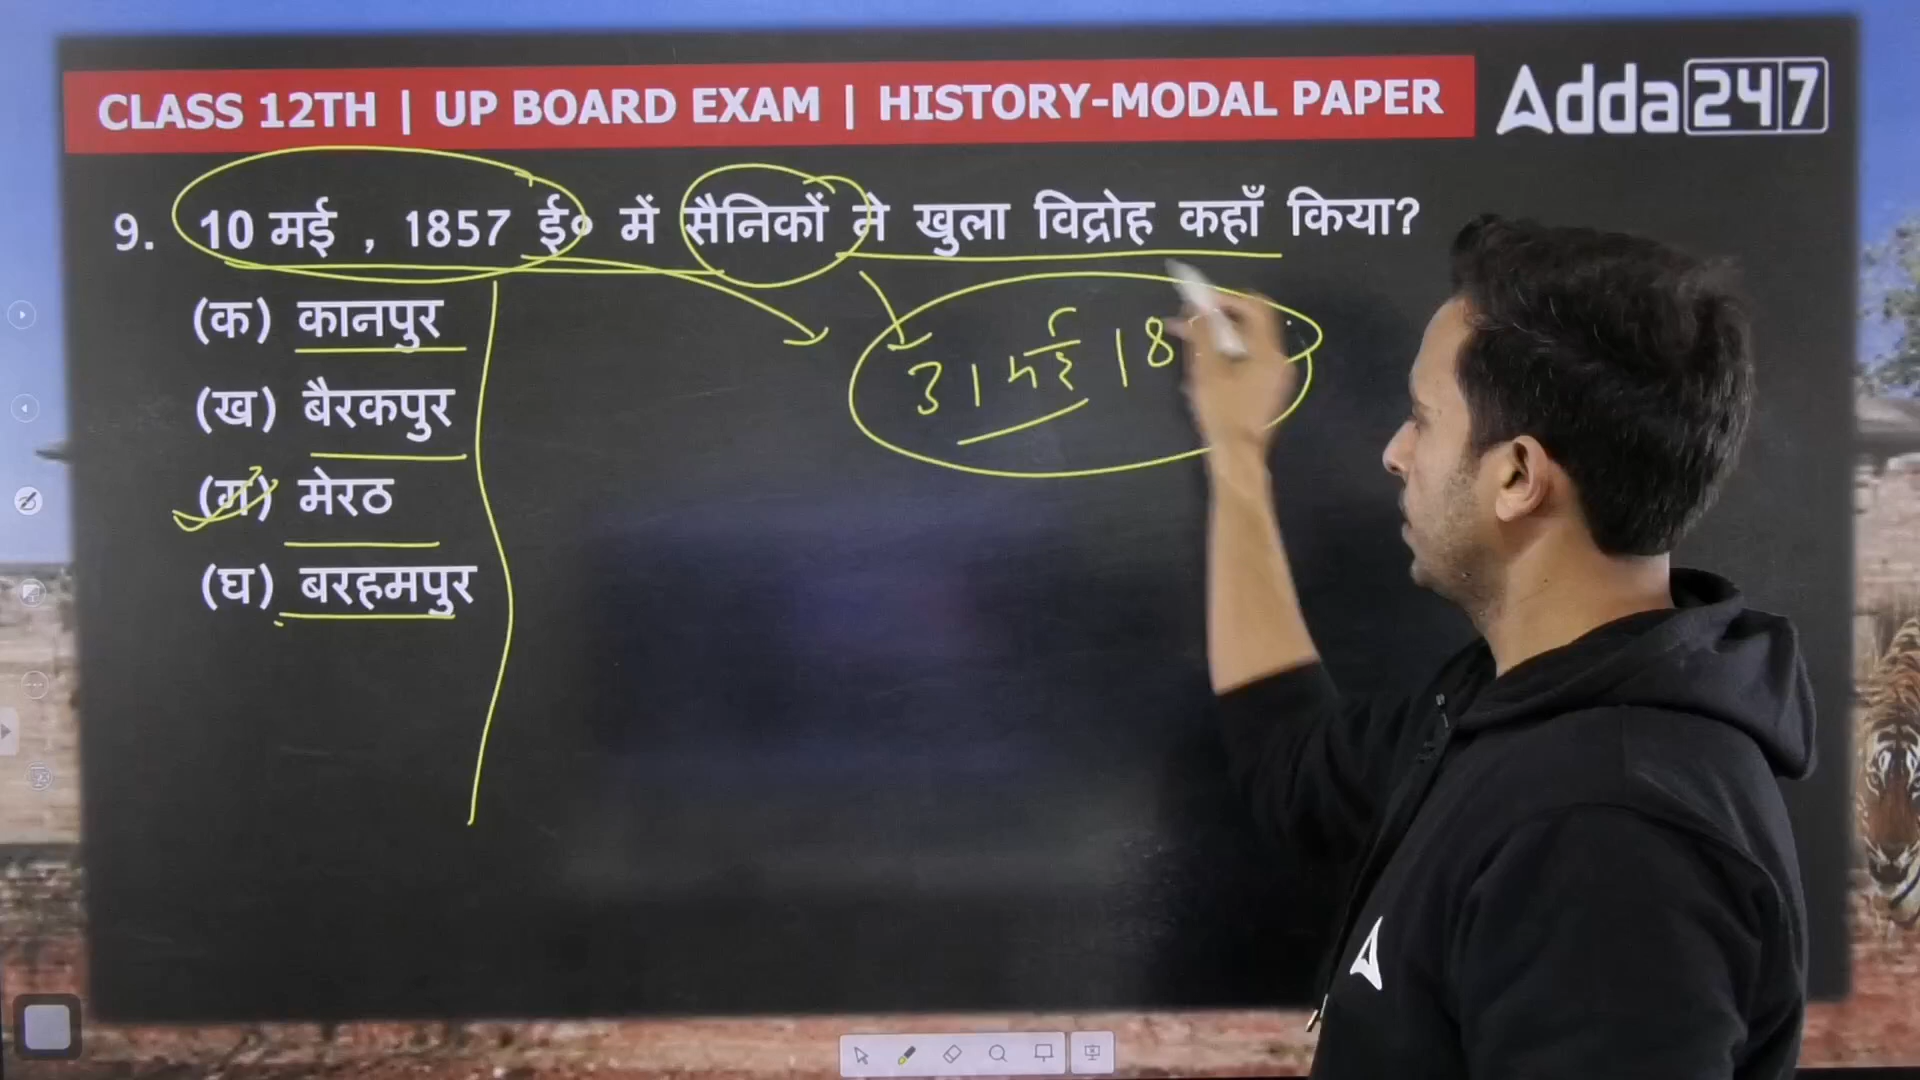 CLASS 12TH | UP BOARD EXAM | HISTORY-MODAL PAPER
Adda247
9. 10 मई , 1857 ई० में सैनिकों ने खुला विद्रोह कहाँ किया?
(क) कानपुर
31 मई 18
(ख) बैरकपुर
(ग) मेरठ
(घ) बरहमपुर